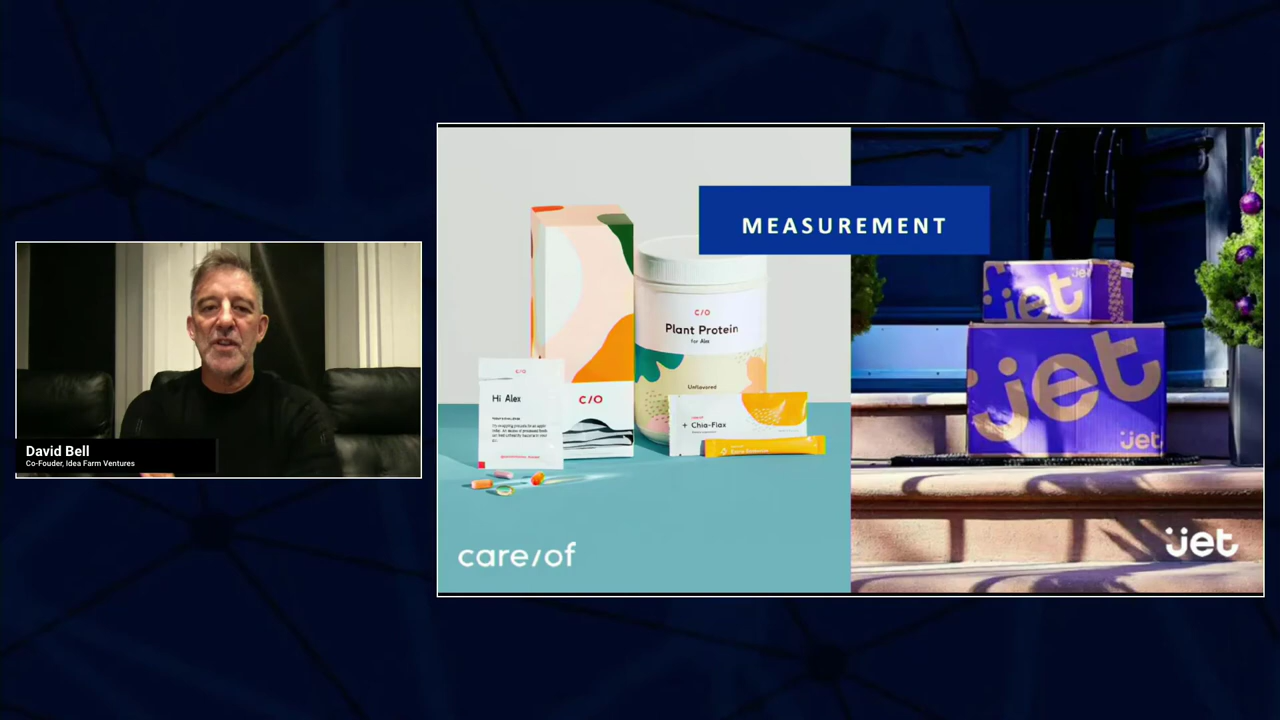 David Bell
Co-Fouder, Idea Farm Ventures
MEASUREMENT
C/O
Plant Protein
for Alex
Unflavored
C/O
Hi Alex
C/O
+ Chia-Flax
care/of
jet
jet
jet
jet